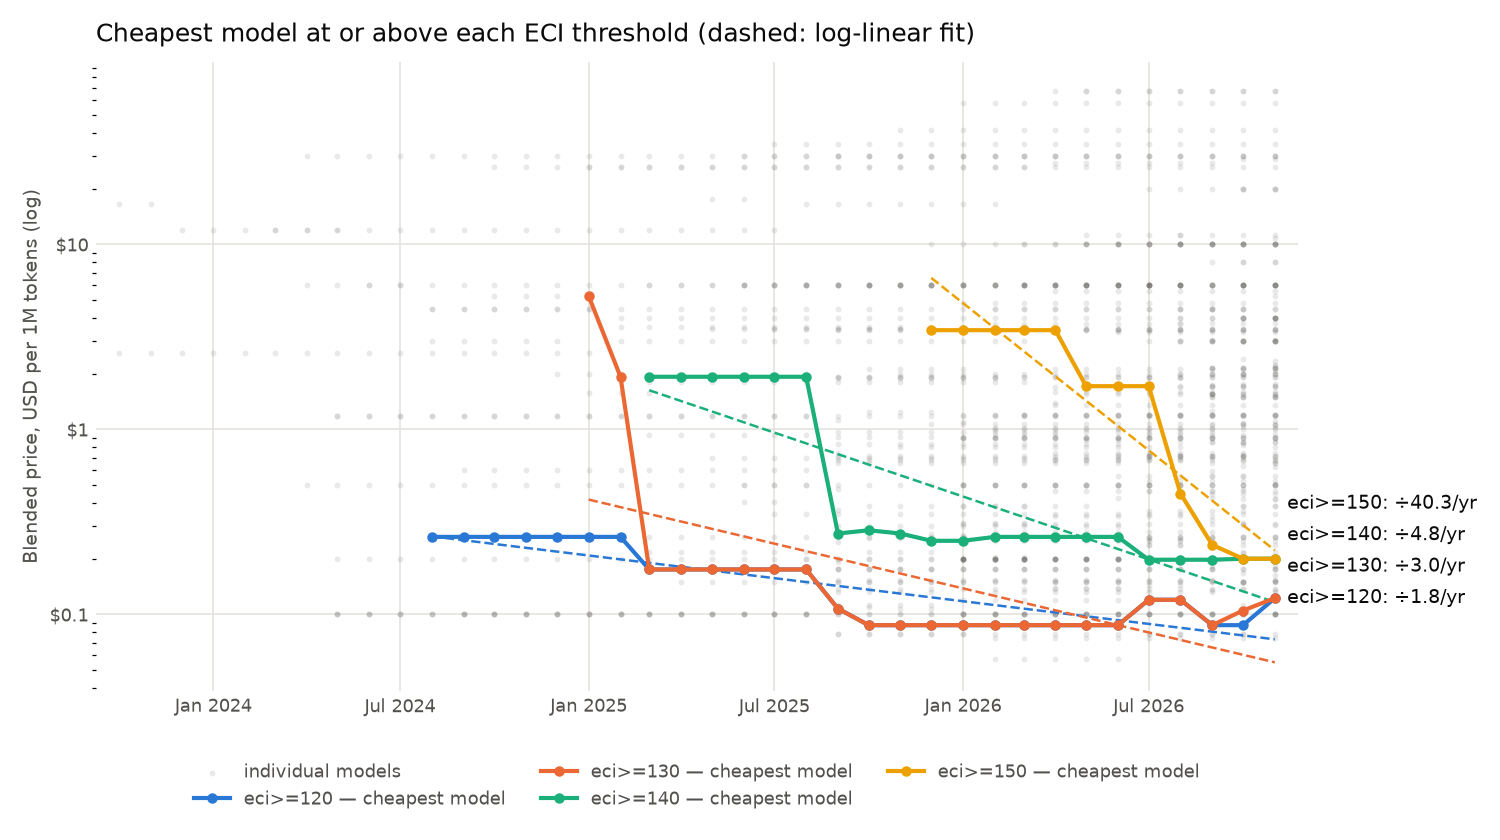 Cheapest model at or above each ECI threshold (dashed: log-linear fit)
Blended price, USD per 1M tokens (log)
$10
$1
$0.1
eci>=150: ÷40.3/yr
eci>=140: ÷4.8/yr
eci>=130: ÷3.0/yr
eci>=120: ÷1.8/yr
Jan 2024
Jul 2024
Jan 2025
Jul 2025
Jan 2026
Jul 2026
individual models
eci>=130 — cheapest model
eci>=150 — cheapest model
eci>=120 — cheapest model
eci>=140 — cheapest model